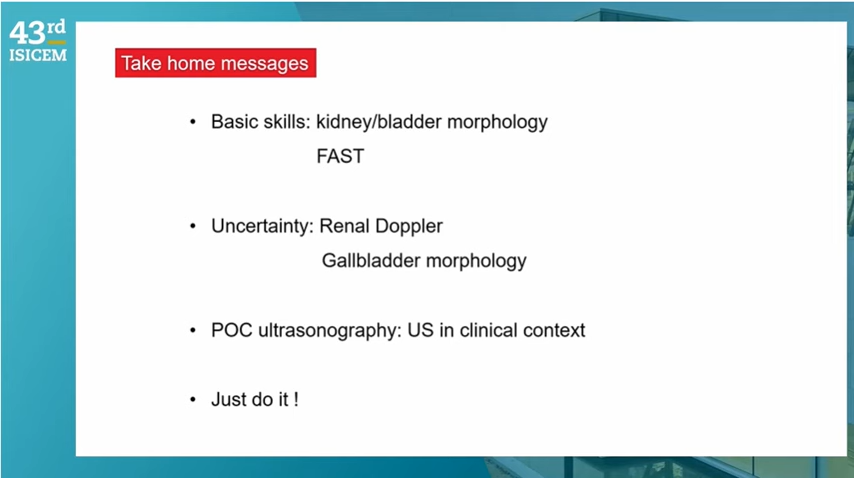 43rd
ISICEM
Take home messages
• Basic skills: kidney/bladder morphology
FAST
• Uncertainty: Renal Doppler
Gallbladder morphology
• POC ultrasonography: US in clinical context
• Just do it !